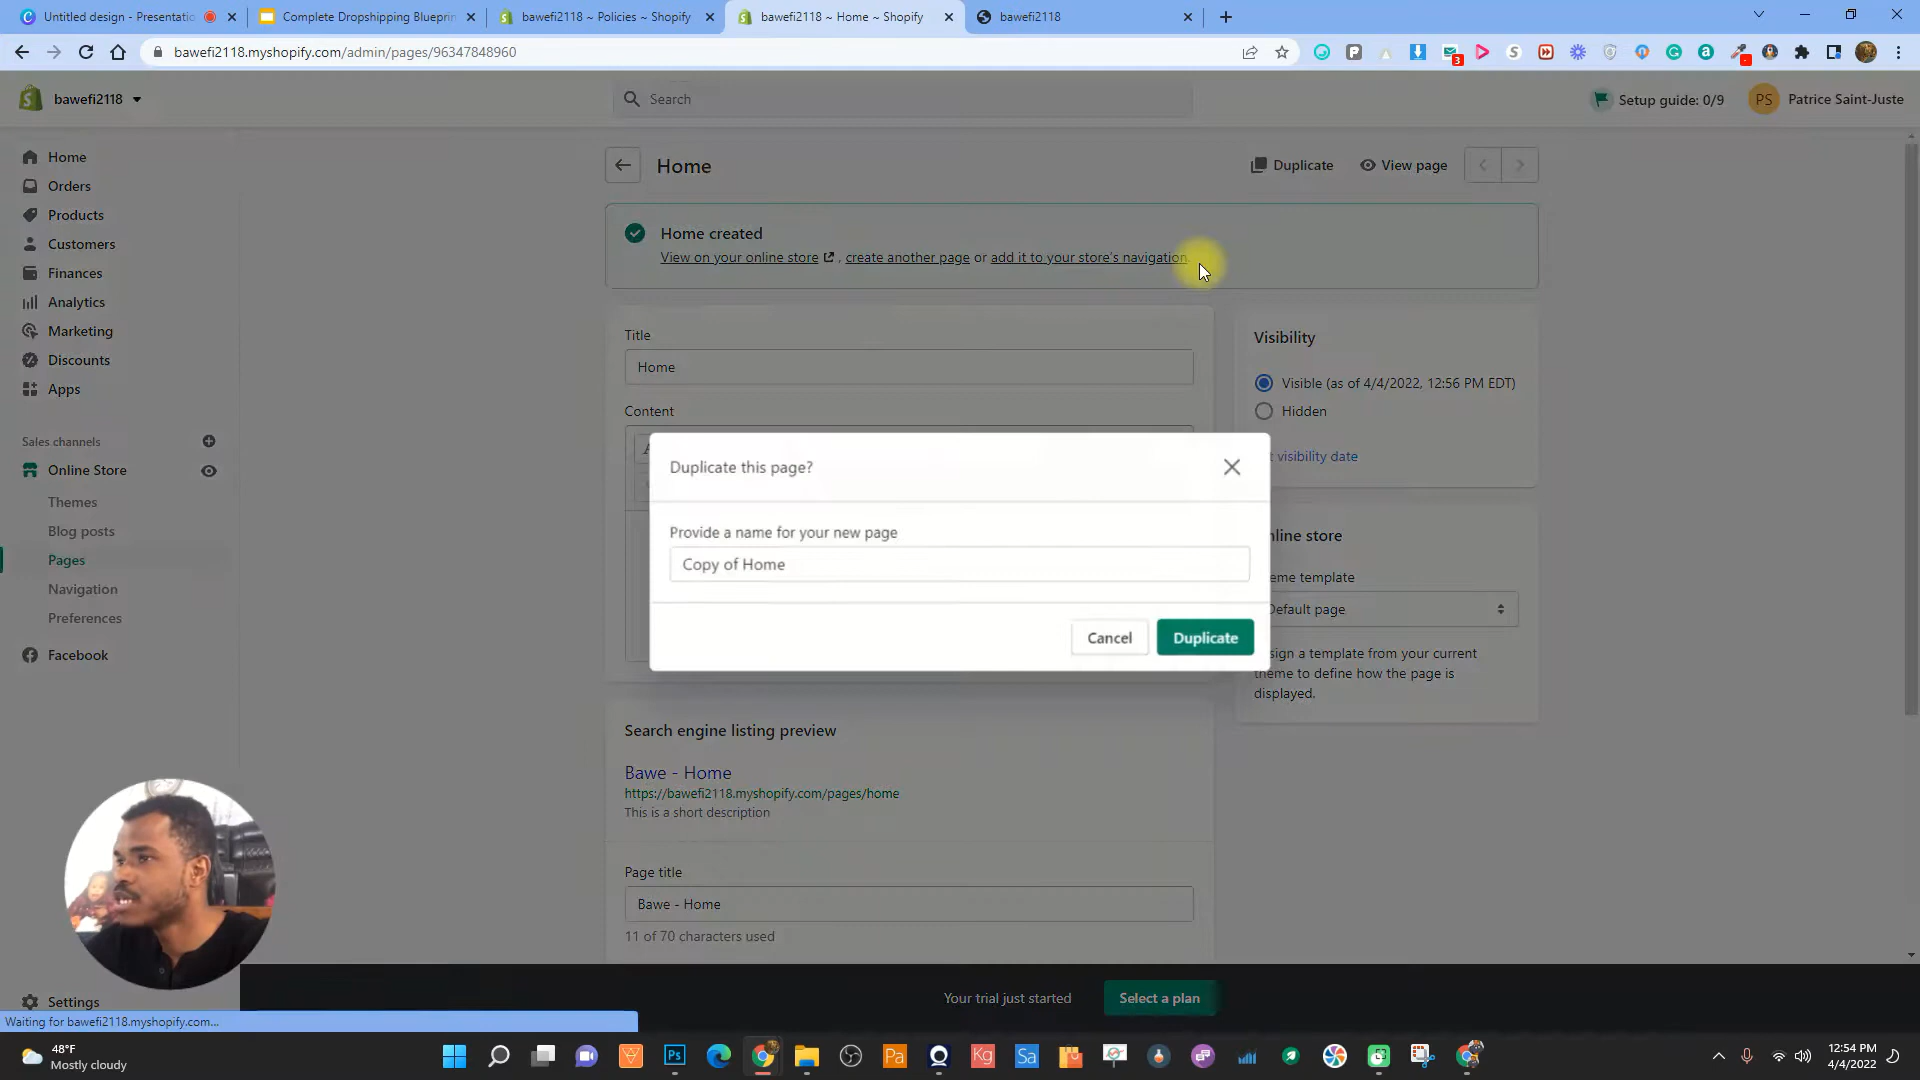 Untitled design - Presentatio
Complete Dropshipping Blueprin
bawefi2118 ~ Policies ~ Shopify
bawefi2118 ~ Home ~ Shopify
bawefi2118
bawefi2118.myshopify.com/admin/pages/96347848960
3
bawefi2118
Search
Setup guide: 0/9
PS
Patrice Saint-Juste
Home
Orders
Products
Customers
Finances
Analytics
Marketing
Discounts
Apps
Sales channels
Online Store
Themes
Blog posts
Pages
Navigation
Preferences
Facebook
Settings
Home
Duplicate
View page
Home created
View on your online store , create another page or add it to your store's navigation.
Title
Home
Content
Visibility
Visible (as of 4/4/2022, 12:56 PM EDT)
Hidden
visibility date
Duplicate this page?
Provide a name for your new page
Copy of Home
Cancel
Duplicate
nline store
eme template
Default page
sign a template from your current
theme to define how the page is
displayed.
Search engine listing preview
Bawe - Home
https://bawefi2118.myshopify.com/pages/home
This is a short description
Page title
Bawe - Home
11 of 70 characters used
Your trial just started
Select a plan
Waiting for bawefi2118.myshopify.com...
48°F
Mostly cloudy
Ps
Pa
Kg
Sa
12:54 PM
4/4/2022